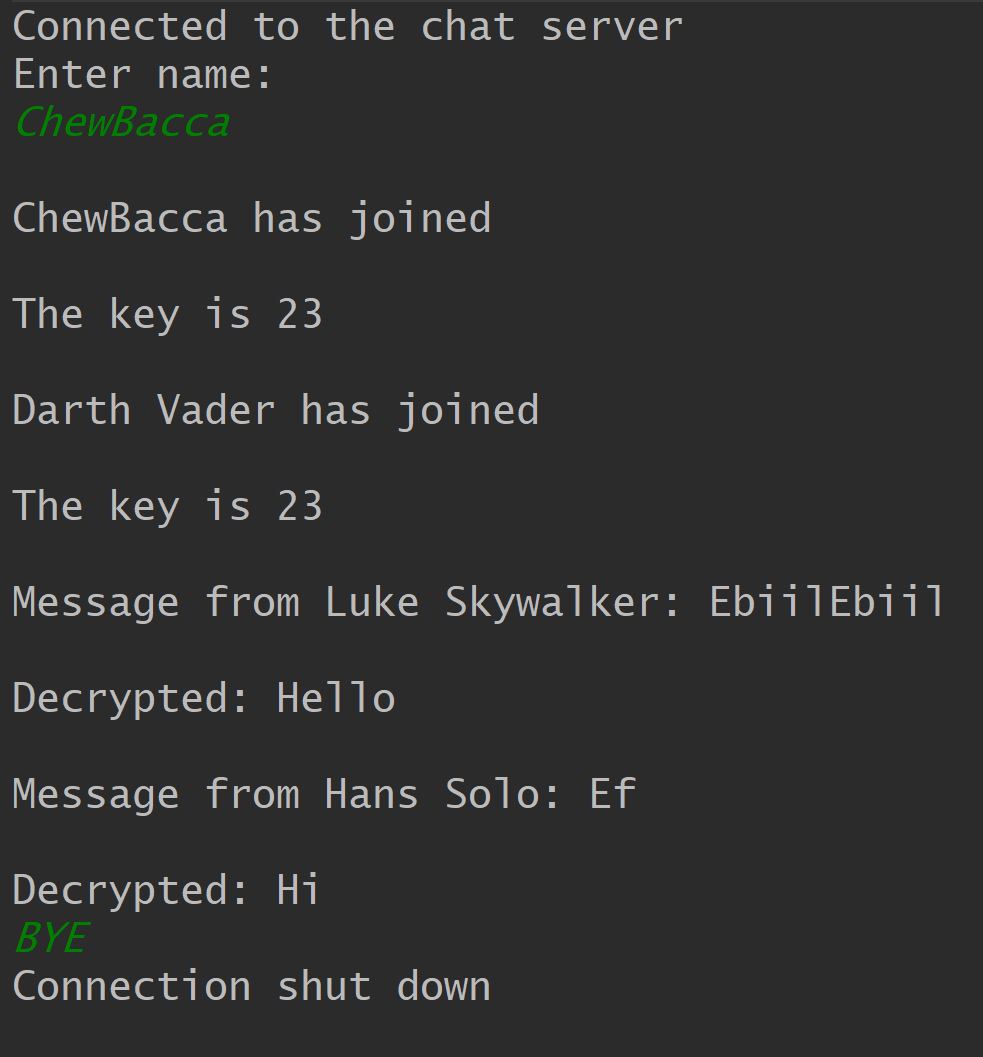 Connected to the chat server
Enter name:
ChewBacca
ChewBacca has joined
The key is 23
Darth Vader has joined
The key is 23
Message from Luke Skywalker: EbiilEbiil
Decrypted: Hello
Message from Hans Solo: Ef
Decrypted: Hi
BYE
Connection shut down